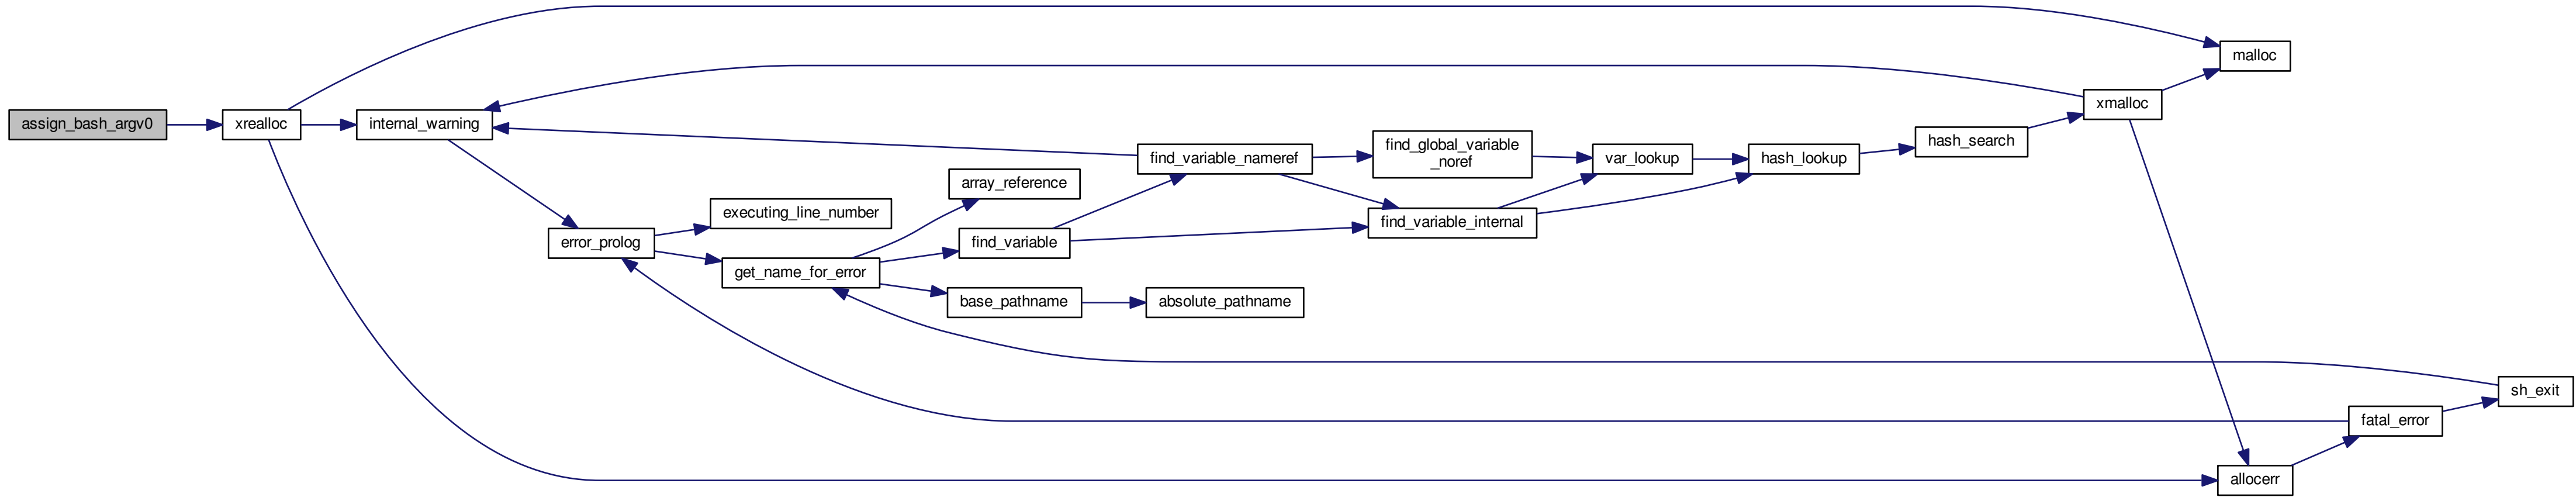 assign_bash_argv0
xrealloc
internal_warning
error_prolog
executing_line_number
get_name_for_error
array_reference
find_variable
base_pathname
absolute_pathname
find_variable_nameref
find_global_variable
_noref
find_variable_internal
var_lookup
hash_lookup
hash_search
xmalloc
malloc
allocerr
fatal_error
sh_exit